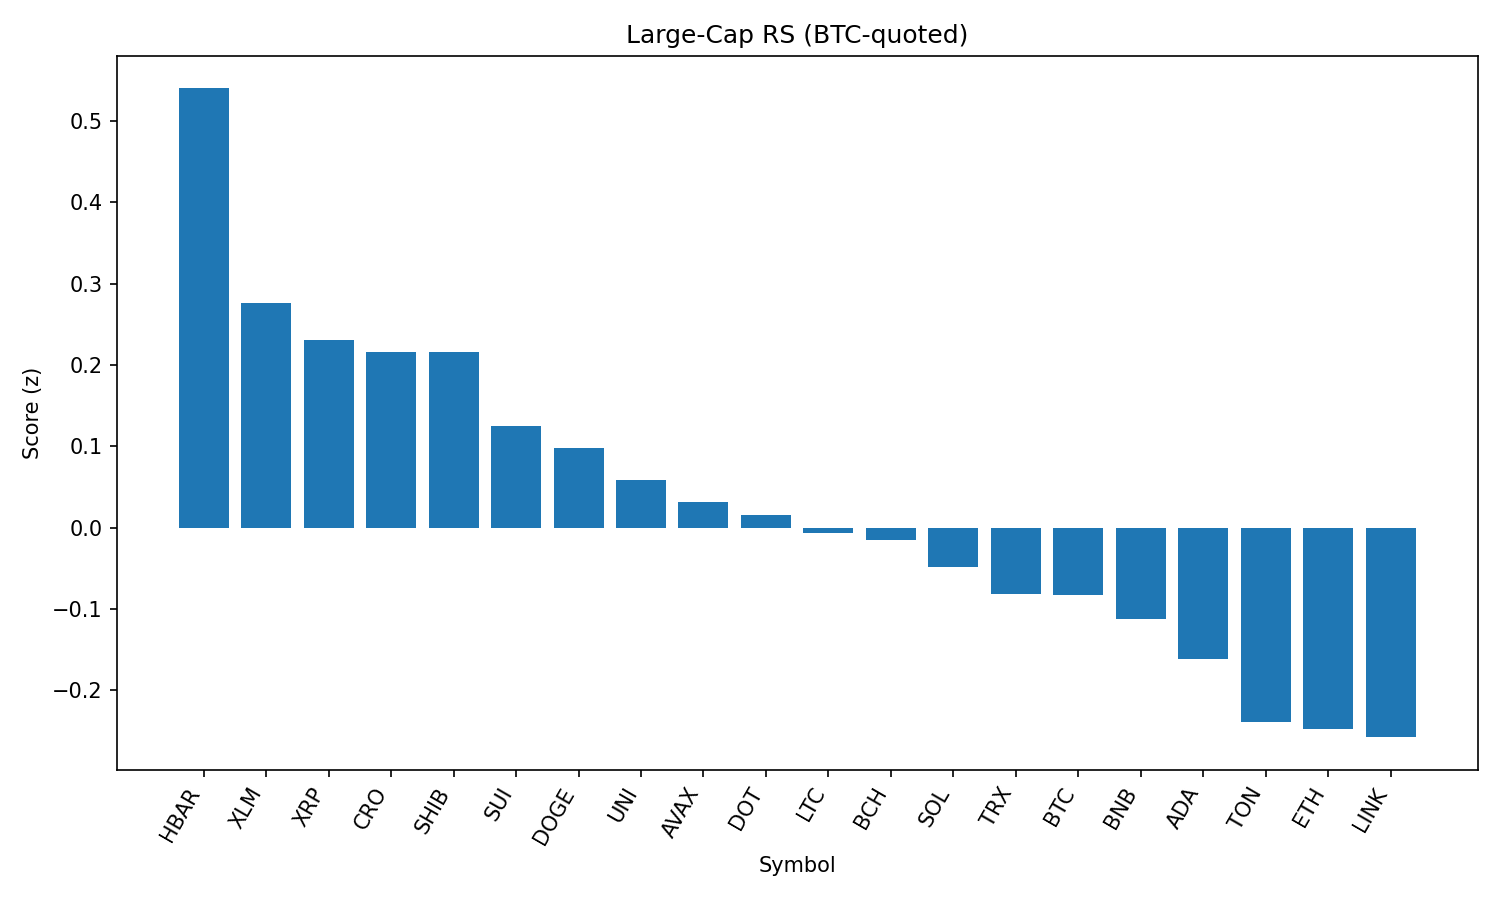 Large-Cap RS (BTC-quoted)
Score (z)
0.5
0.4
0.3
0.2
0.1
0.0
−0.1
−0.2
HBAR
XLM
XRP
CRO
SHIB
SUI
DOGE
UNI
AVAX
DOT
LTC
BCH
SOL
TRX
BTC
BNB
ADA
TON
ETH
LINK
Symbol